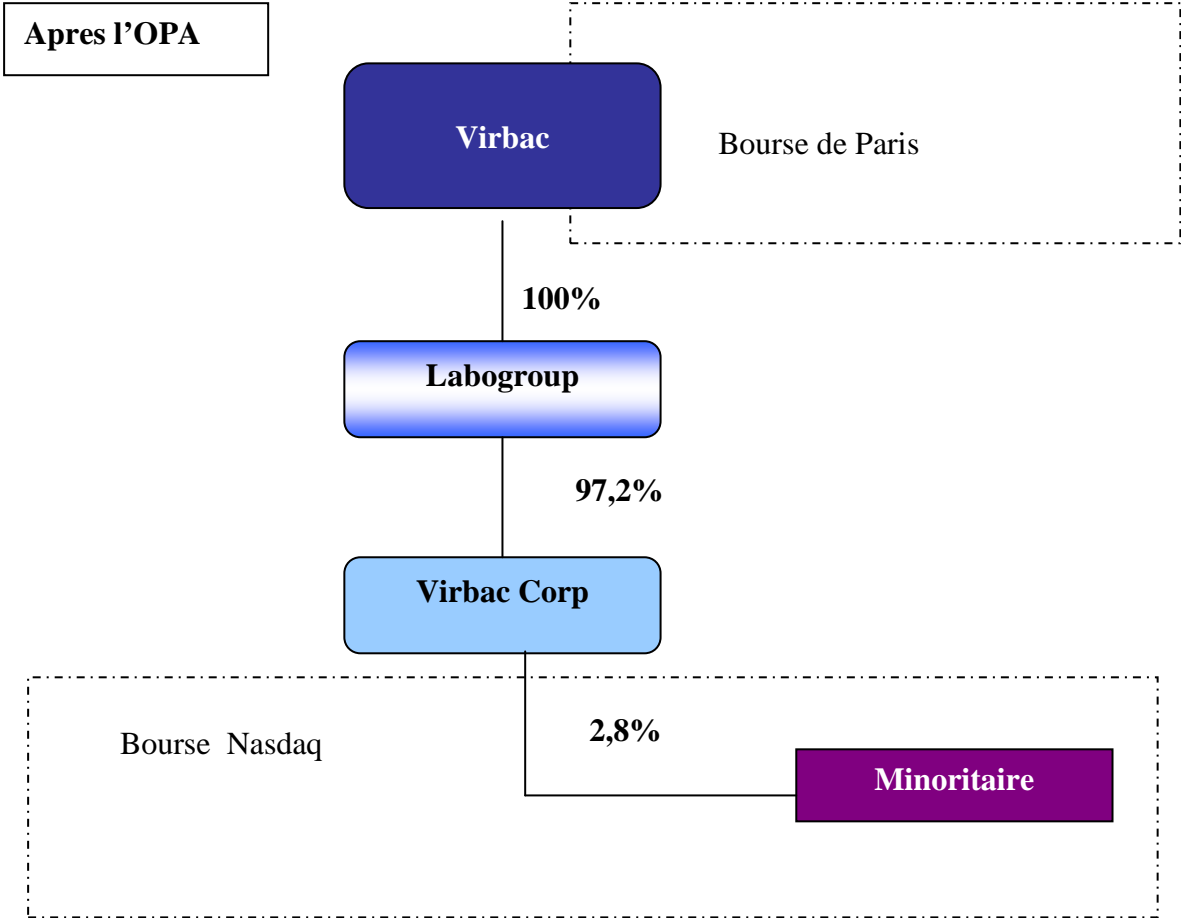 Apres l’OPA
Virbac
Bourse de Paris
100%
Labogroup
97,2%
Virbac Corp
2,8%
Bourse Nasdaq
Minoritaire